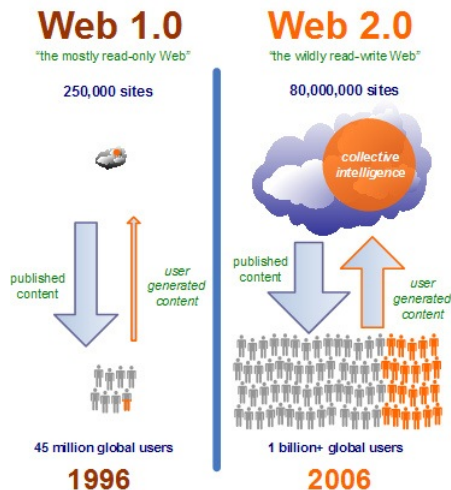 Web 1.0
"the mostly read-only Web"
250,000 sites
published
content
user
generated
content
45 million global users
1996
Web 2.0
"the wildly read-write Web"
80,000,000 sites
collective
intelligence
published
content
user
generated
content
1 billion+ global users
2006